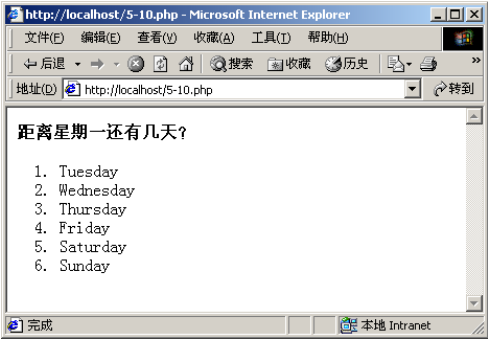 http://localhost/5-10.php - Microsoft Internet Explorer
文件(F) 编辑(E) 查看(V) 收藏(A) 工具(T) 帮助(H)
后退 搜索 收藏 历史 »
地址(D) http://localhost/5-10.php 转到
距离星期一还有几天?
1. Tuesday
2. Wednesday
3. Thursday
4. Friday
5. Saturday
6. Sunday
完成 本地 Intranet